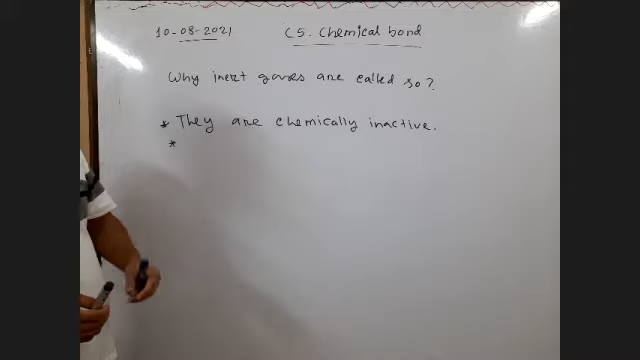 10-08-2021 C5. Chemical bond
Why inert gases are called so?
* They are chemically inactive.
*